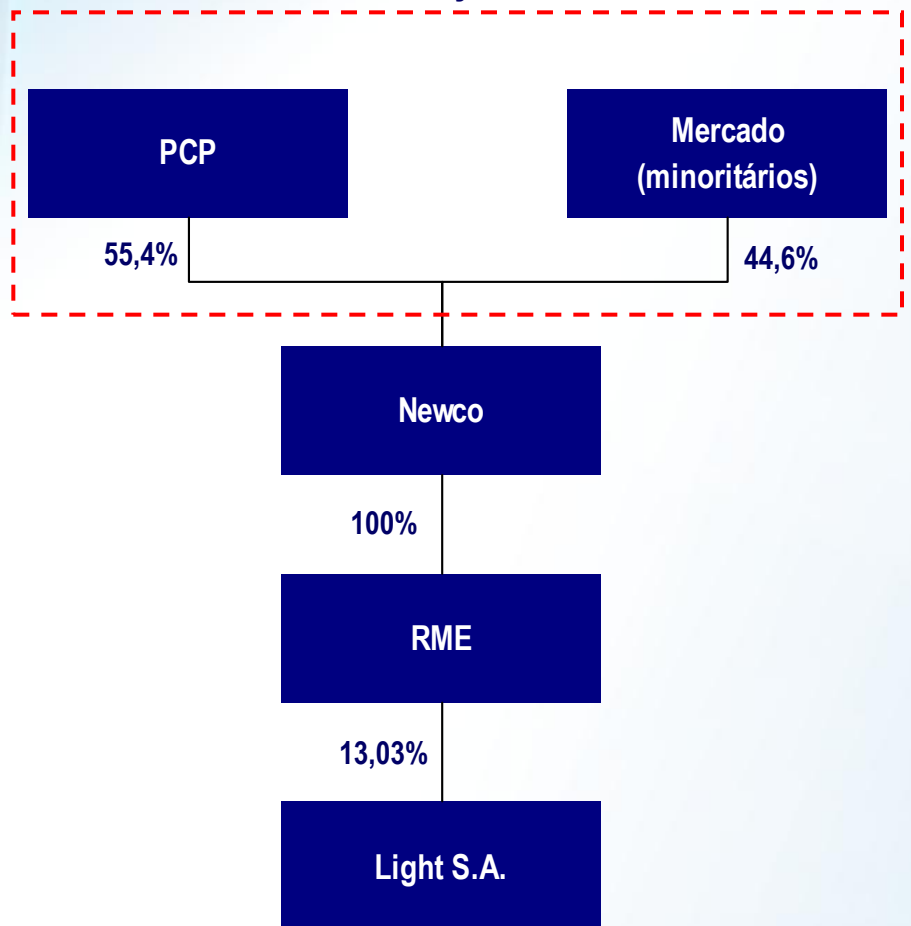 PCP
Mercado
(minoritários)
55,4%
44,6%
Newco
100%
RME
13,03%
Light S.A.